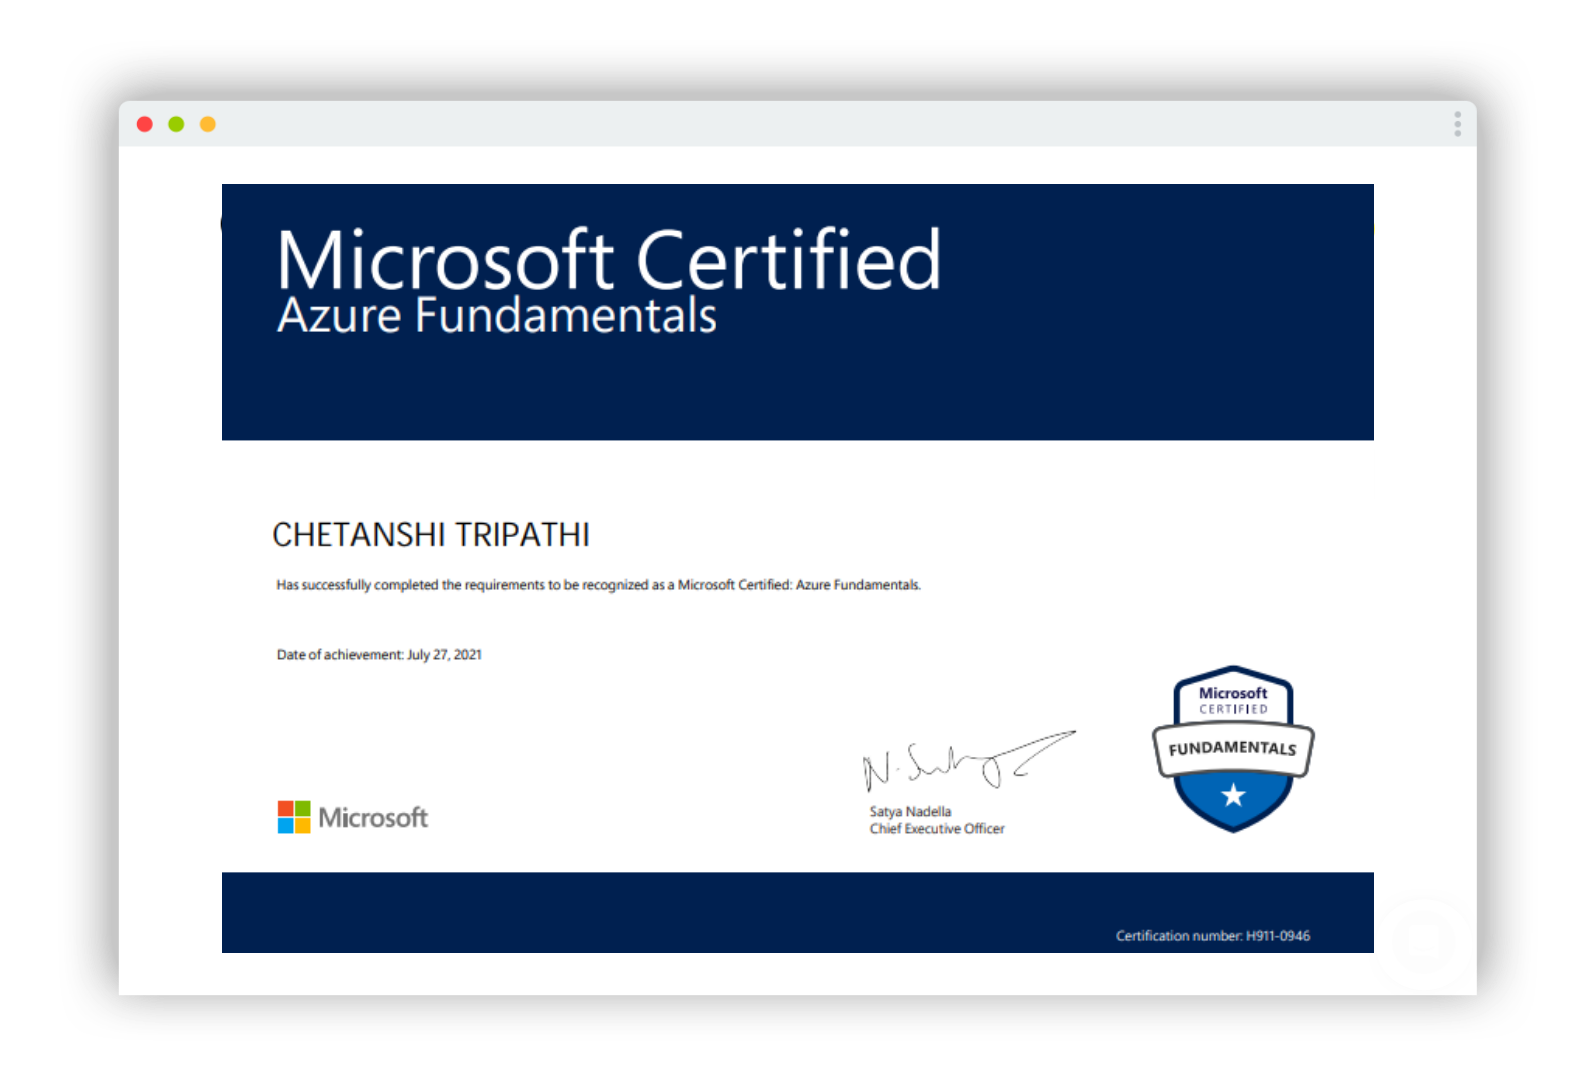 Microsoft Certified
Azure Fundamentals
CHETANSHI TRIPATHI
Has successfully completed the requirements to be recognized as a Microsoft Certified: Azure Fundamentals.
Date of achievement: July 27, 2021
Microsoft
CERTIFIED
FUNDAMENTALS
N. Satya
Satya Nadella
Chief Executive Officer
Microsoft
Certification number: H911-0946